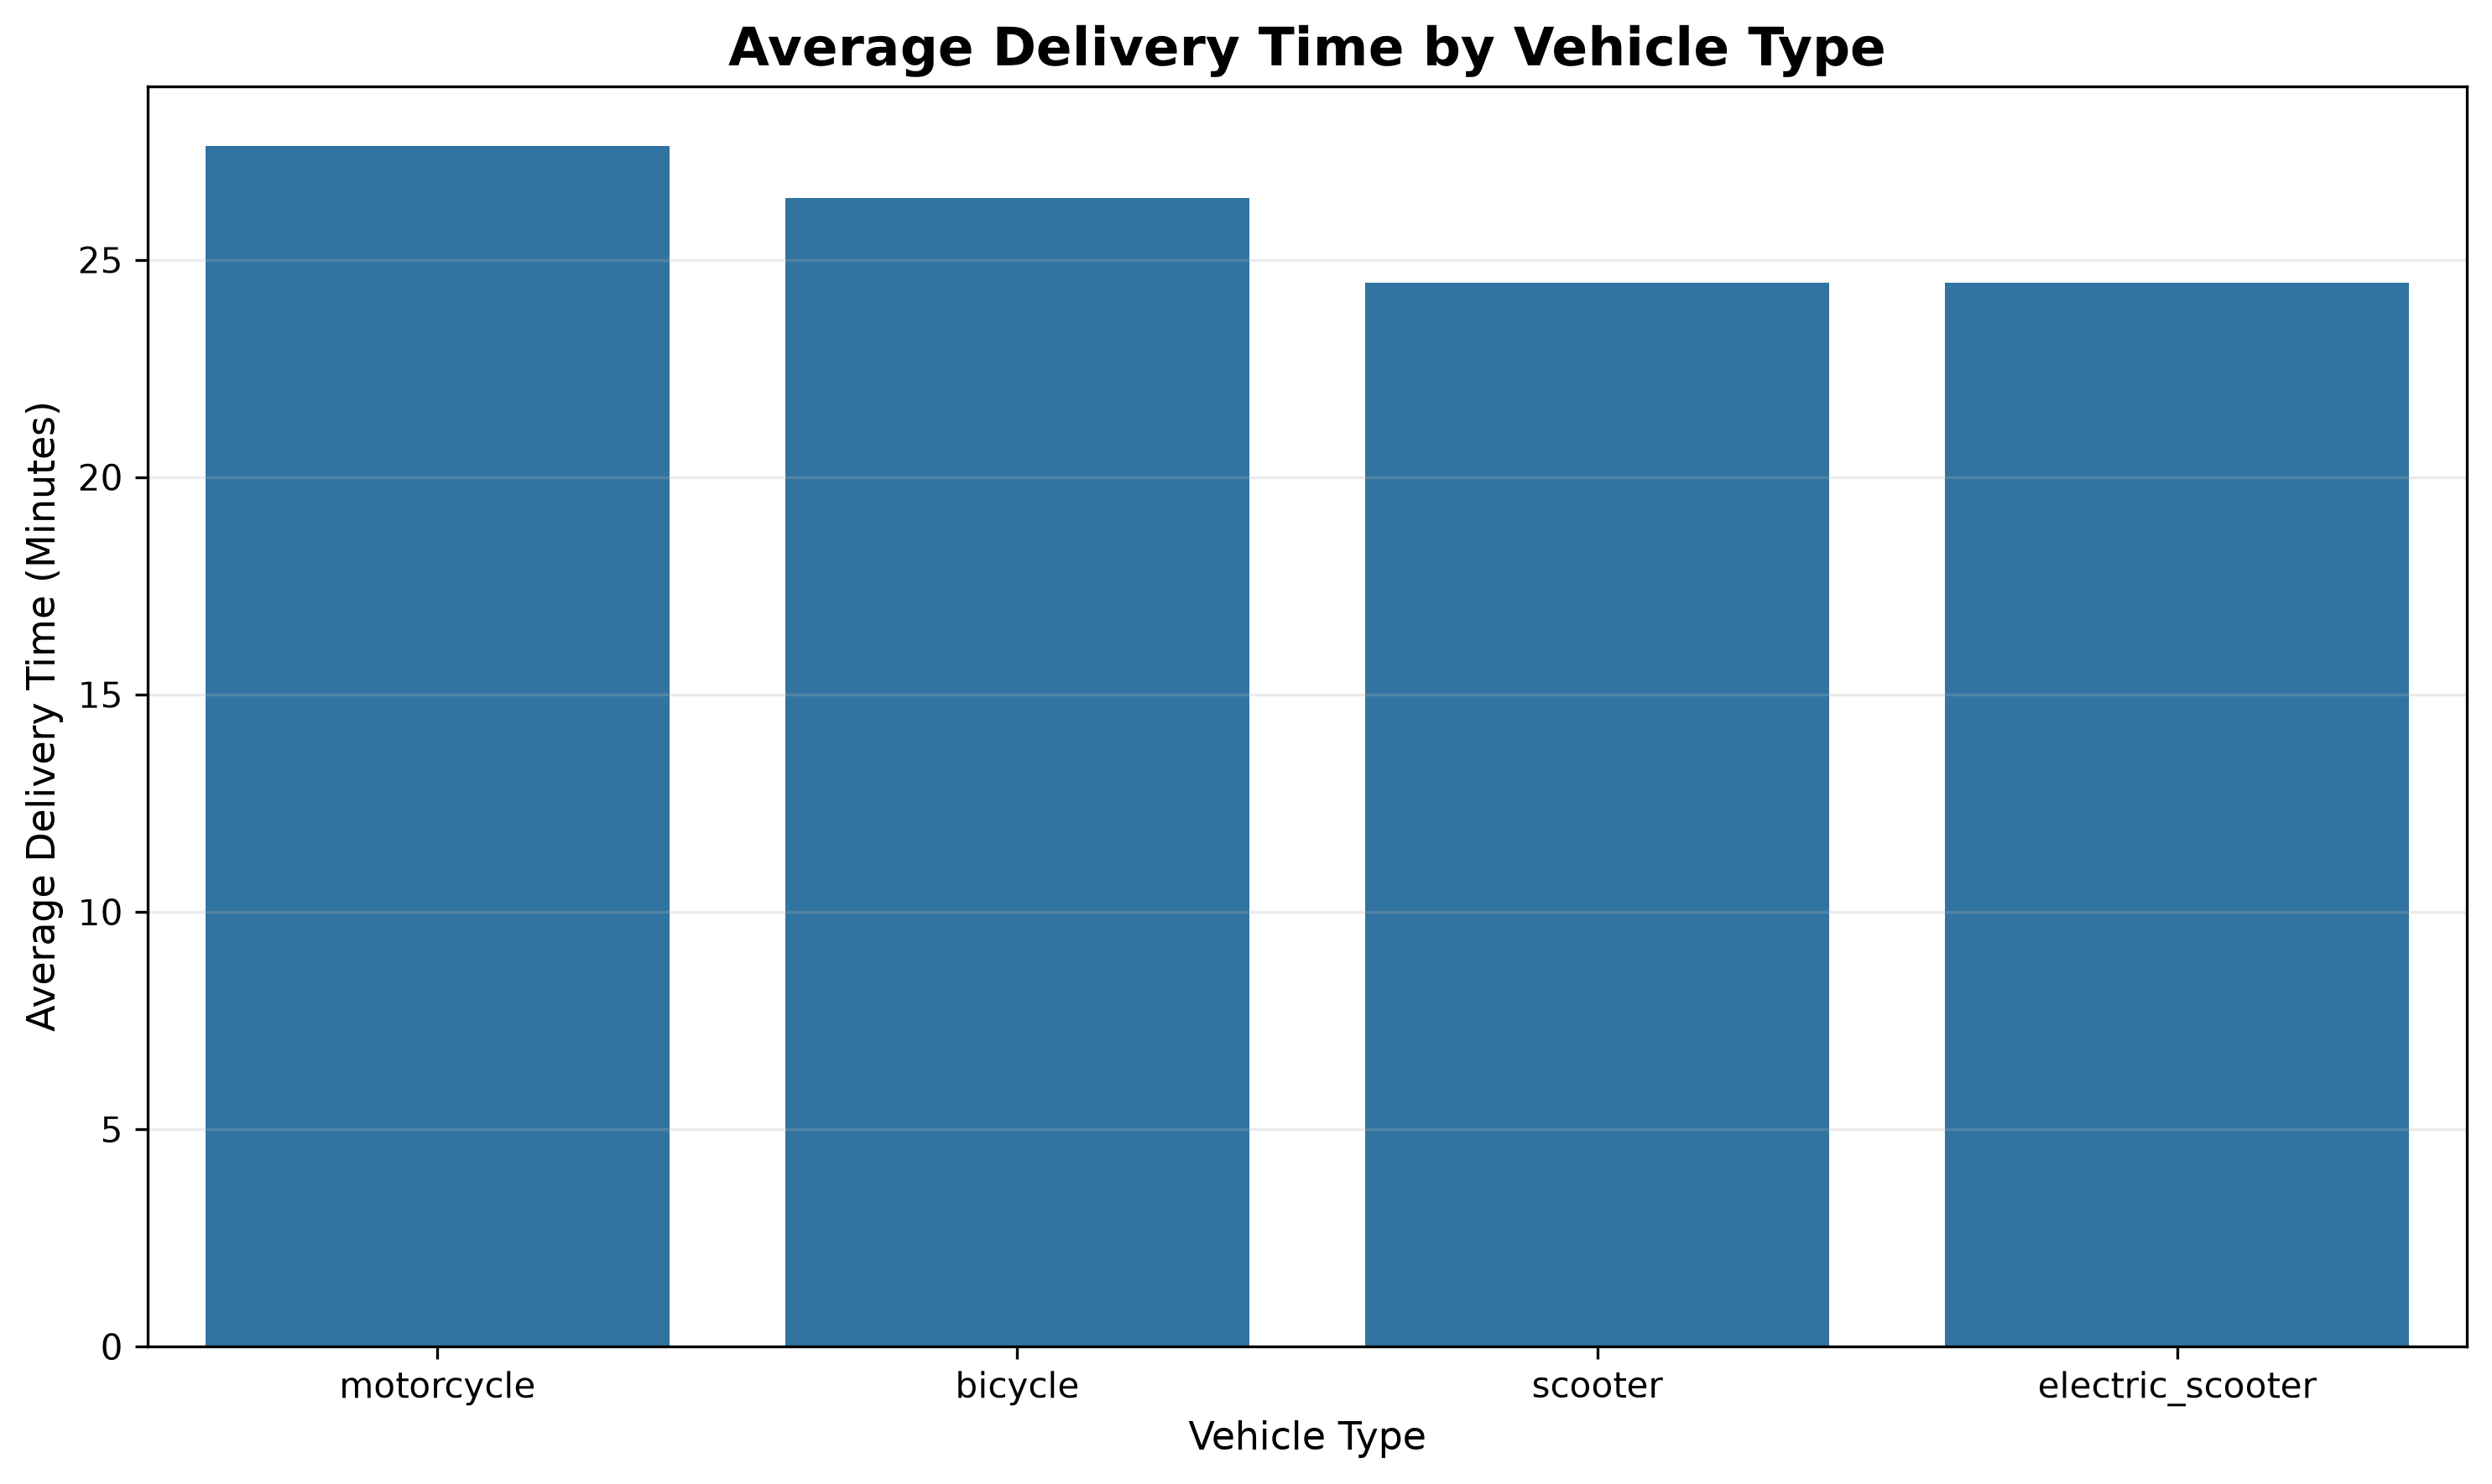 Average Delivery Time by Vehicle Type
Average Delivery Time (Minutes)
25
20
15
10
5
0
motorcycle bicycle scooter electric_scooter
Vehicle Type